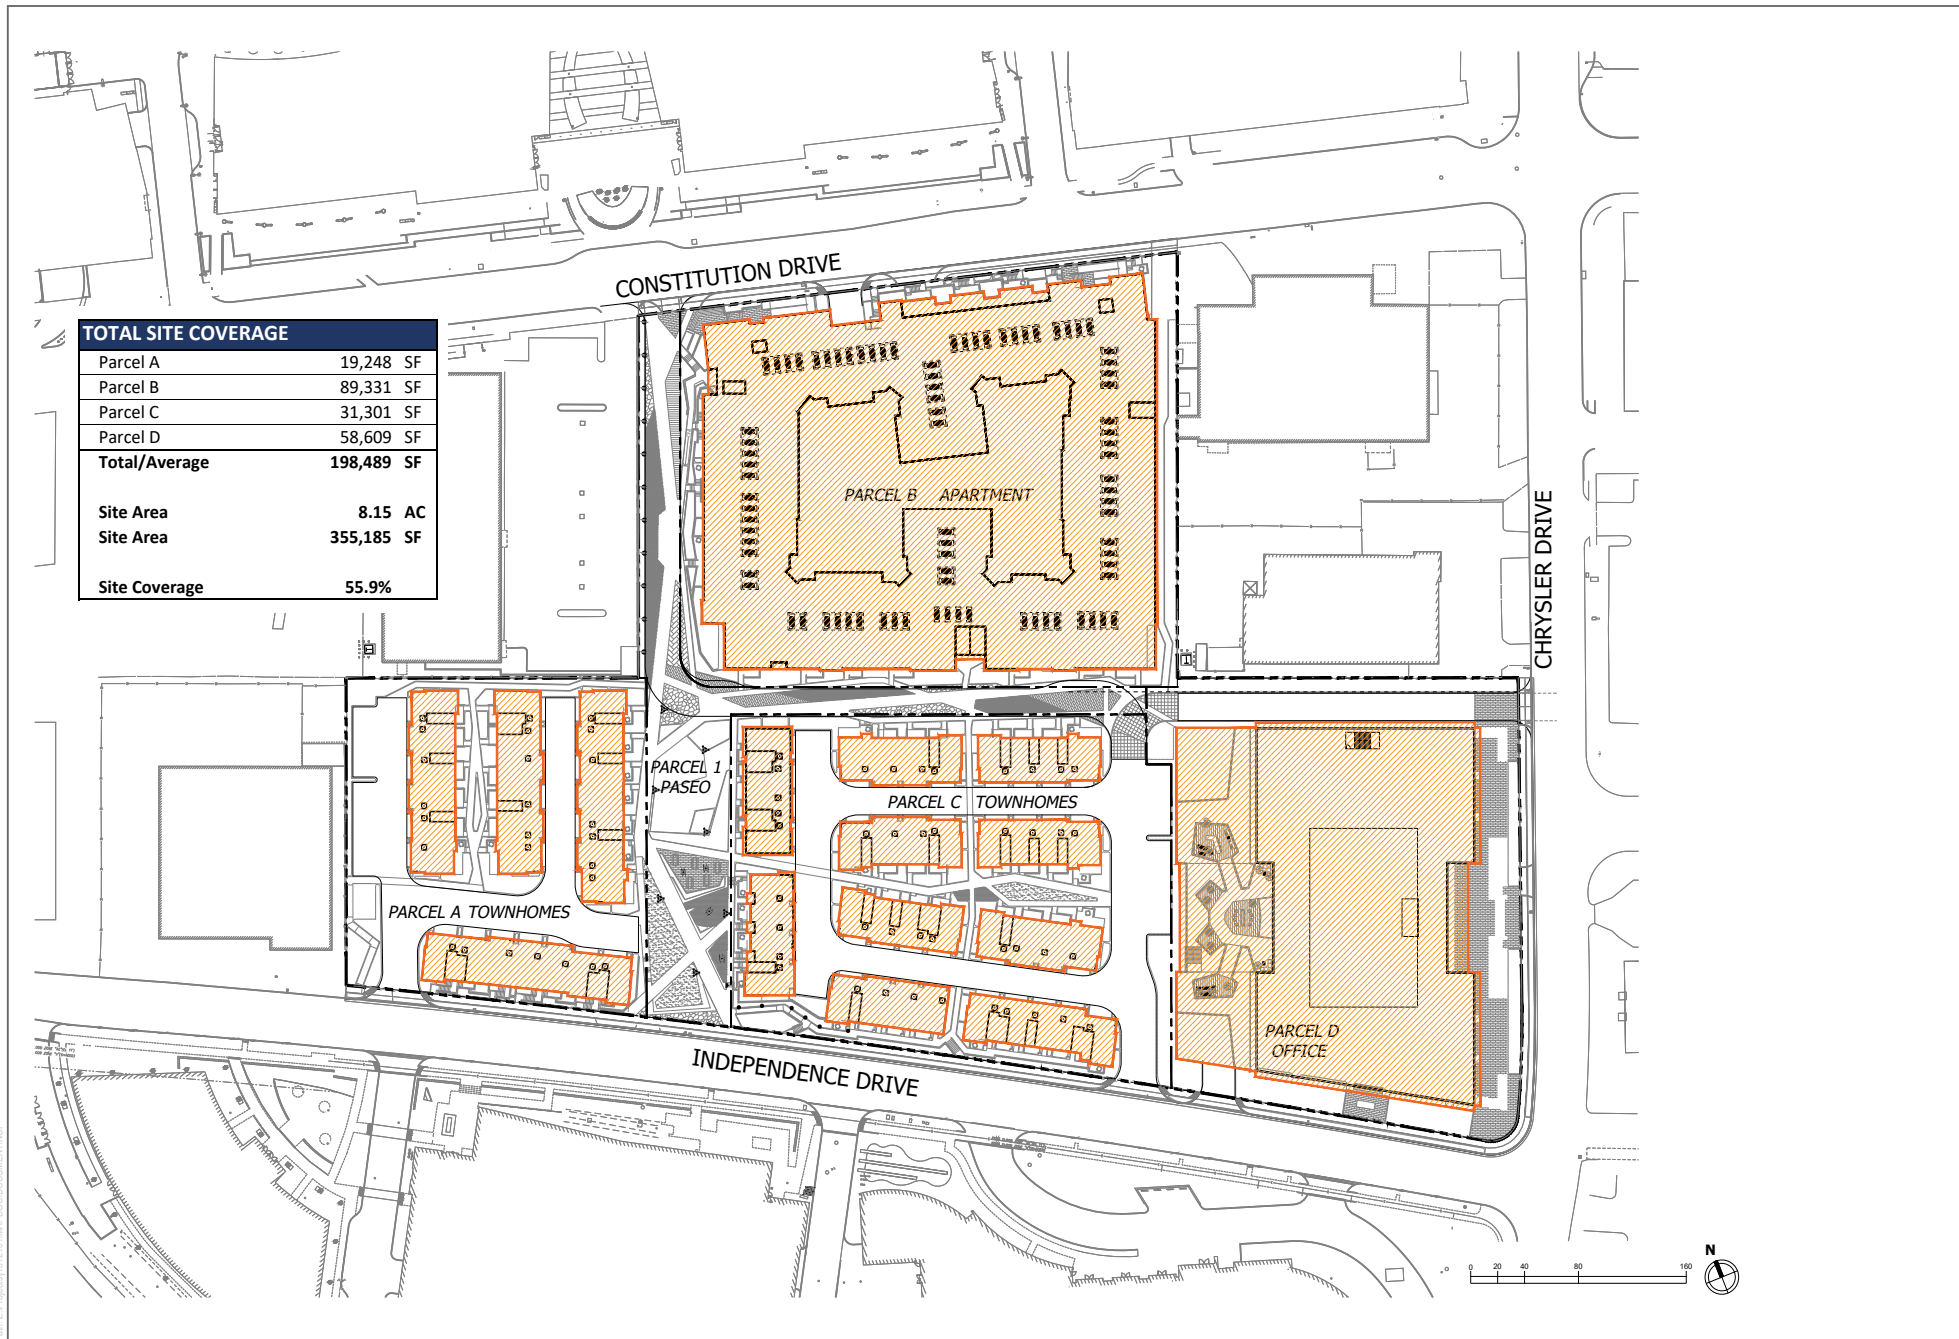 CONSTITUTION DRIVE
TOTAL SITE COVERAGE
Parcel A 19,248 SF
Parcel B 89,331 SF
Parcel C 31,301 SF
Parcel D 58,609 SF
Total/Average 198,489 SF
Site Area 8.15 AC
Site Area 355,185 SF
Site Coverage 55.9%
PARCEL B APARTMENT
CHRYSLER DRIVE
PARCEL 1
PASEO
PARCEL C TOWNHOMES
PARCEL A TOWNHOMES
PARCEL D
OFFICE
INDEPENDENCE DRIVE
N
0 20 40 80 160